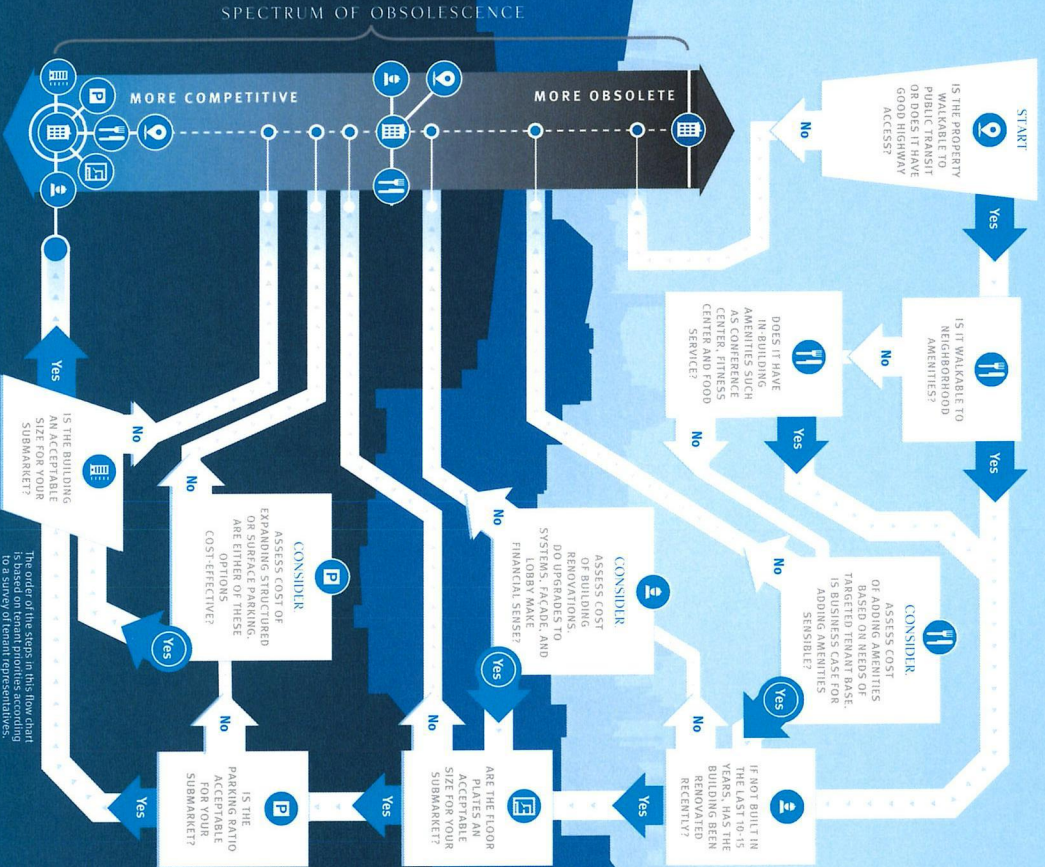 SPECTRUM OF OBSOLESCENCE
MORE COMPETITIVE
MORE OBSOLETE
START
IS THE PROPERTY
WALKABLE TO
PUBLIC TRANSIT
OR DOES IT HAVE
GOOD HIGHWAY
ACCESS?
No
Yes
IS IT WALKABLE TO
NEIGHBORHOOD
AMENITIES?
No
Yes
DOES IT HAVE
IN-BUILDING
AMENITIES SUCH
AS CONFERENCE
CENTER, FITNESS
CENTER AND FOOD
SERVICE?
No
Yes
CONSIDER.
ASSESS COST
OF ADDING AMENITIES
BASED ON NEEDS OF
TARGETED TENANT BASE.
IS BUSINESS CASE FOR
ADDING AMENITIES
SENSIBLE?
No
Yes
IF NOT BUILT IN
THE LAST 10-15
YEARS, HAS THE
BUILDING BEEN
RENOVATED
RECENTLY?
No
Yes
CONSIDER
ASSESS COST
OF BUILDING
RENOVATIONS.
DO UPGRADES TO
SYSTEMS, FAÇADE, AND
LOBBY MAKE
FINANCIAL SENSE?
No
Yes
ARE THE FLOOR
PLATES AN
ACCEPTABLE
SIZE FOR YOUR
SUBMARKET?
No
Yes
IS THE
PARKING RATIO
ACCEPTABLE
FOR YOUR
SUBMARKET?
No
Yes
P
CONSIDER
ASSESS COST OF
EXPANDING STRUCTURED
OR SURFACE PARKING.
ARE EITHER OF THESE
OPTIONS
COST-EFFECTIVE?
No
Yes
P
IS THE BUILDING
AN ACCEPTABLE
SIZE FOR YOUR
SUBMARKET?
No
Yes
P
The order of the steps in this flow chart
is based on tenant priorities according
to a survey of tenant representatives.